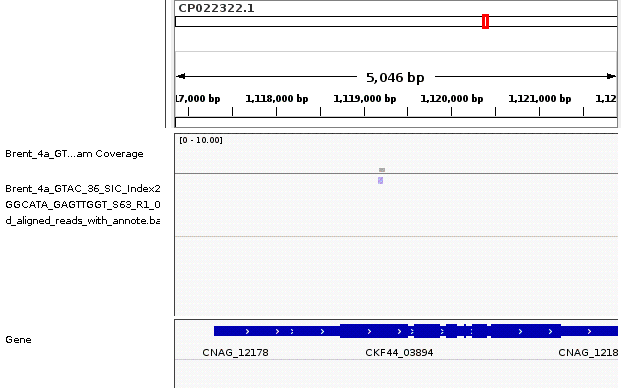 CP022322.1
5,046 bp
17,000 bp 1,118,000 bp 1,119,000 bp 1,120,000 bp 1,121,000 bp 1,12
[0 - 10.00]
Brent_4a_GT...am Coverage
Brent_4a_GTAC_36_SIC_Index2
GGCATA_GAGTTGGT_S63_R1_0
d_aligned_reads_with_annote.ba
Gene
CNAG_12178 CKF44_03894 CNAG_1218